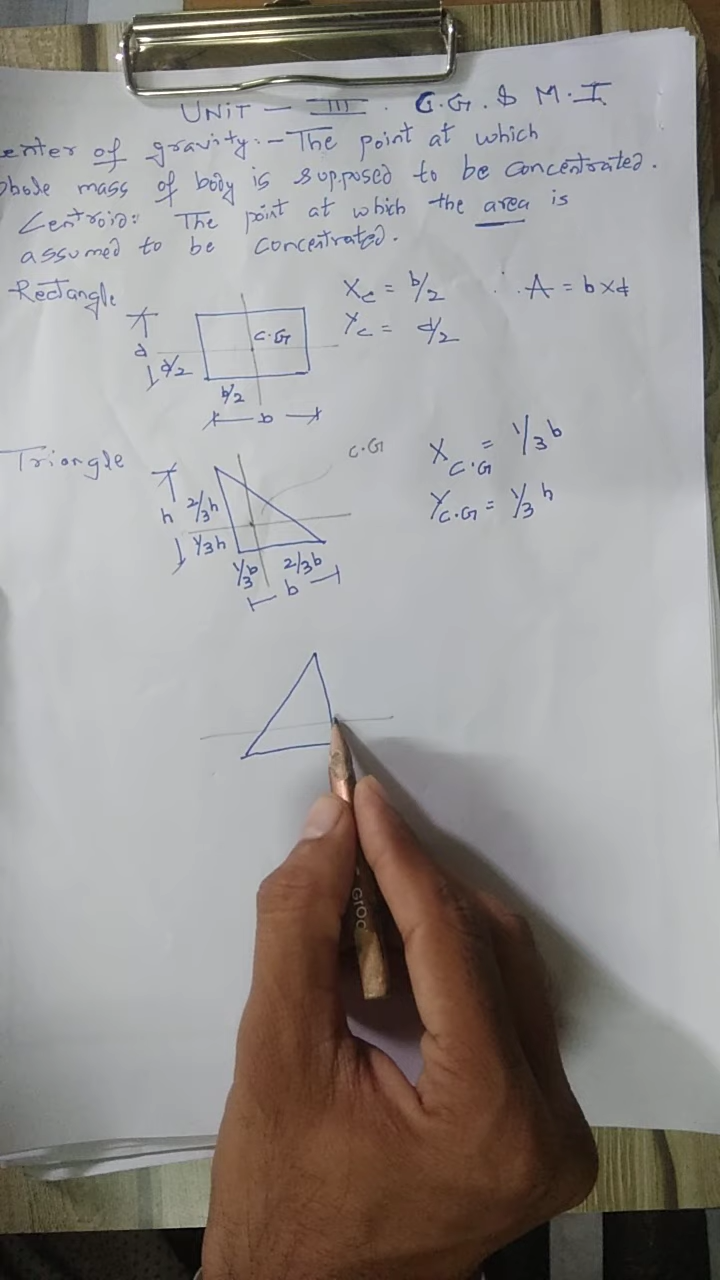 UNIT — III . C.G. & M.I
enter of gravity:- The point at which
hole mass of body is supposed to be concentrated.
Centroid: The point at which the area is
assumed to be concentrated.
Rectangle
Xc = b/2 ∴ A = b×d
Yc = d/2
C.G
d
d/2
b/2
b
Triangle
C.G
X C.G = 1/3 b
Y C.G = 1/3 h
h
2/3h
1/3h
1/3b 2/3b
b